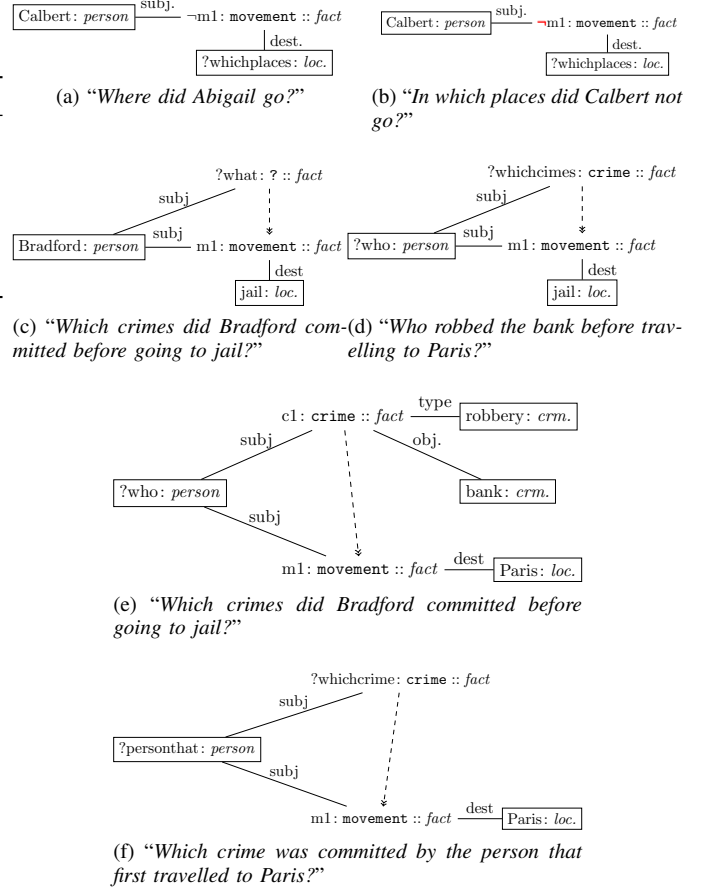 subj.
Calbert: person
¬m1: movement :: fact
dest.
?whichplaces: loc.
(a) “Where did Abigail go?”
subj.
Calbert: person
¬m1: movement :: fact
dest.
?whichplaces: loc.
(b) “In which places did Calbert not
go?”
?what: ? :: fact
subj
Bradford: person
subj
m1: movement :: fact
dest
jail: loc.
(c) “Which crimes did Bradford com-
mitted before going to jail?”
?whichcimes: crime :: fact
subj
?who: person
subj
m1: movement :: fact
dest
jail: loc.
(d) “Who robbed the bank before trav-
elling to Paris?”
c1: crime :: fact
type
robbery: crm.
subj
obj.
?who: person
bank: crm.
subj
m1: movement :: fact
dest
Paris: loc.
(e) “Which crimes did Bradford committed before
going to jail?”
?whichcrime: crime :: fact
subj
?personthat: person
subj
m1: movement :: fact
dest
Paris: loc.
(f) “Which crime was committed by the person that
first travelled to Paris?”